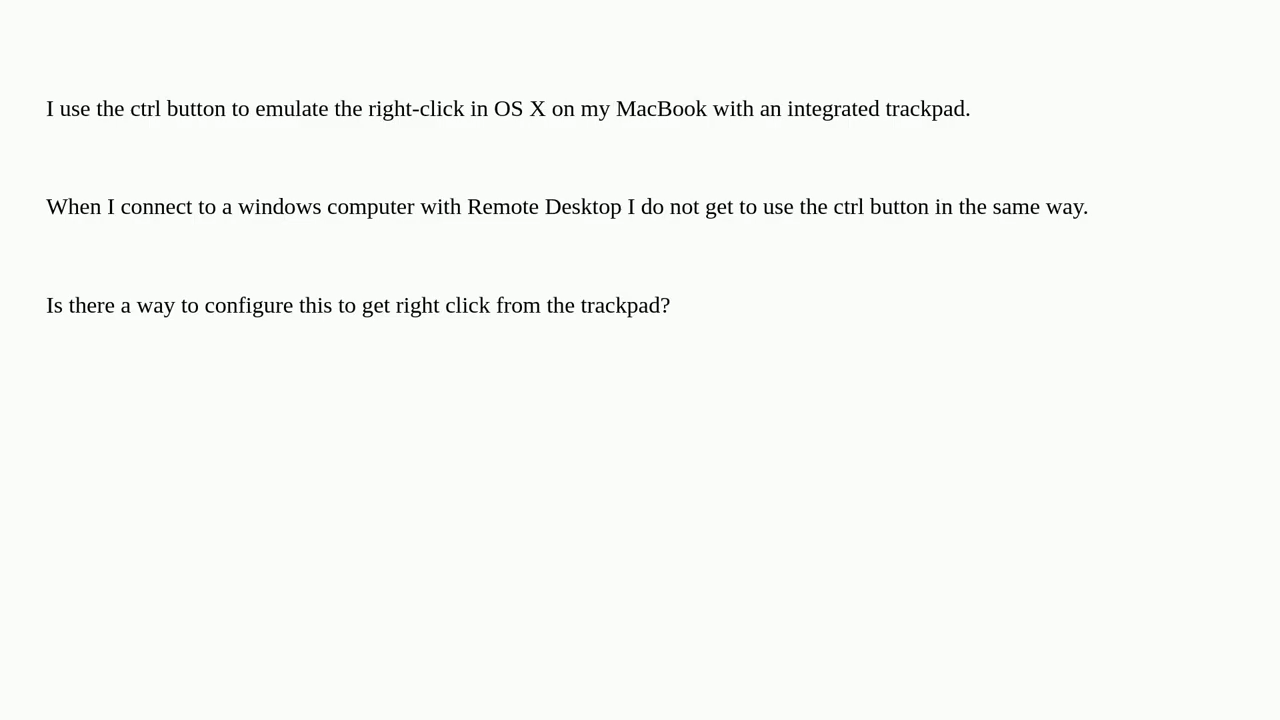 I use the ctrl button to emulate the right-click in OS X on my MacBook with an integrated trackpad.
When I connect to a windows computer with Remote Desktop I do not get to use the ctrl button in the same way.
Is there a way to configure this to get right click from the trackpad?